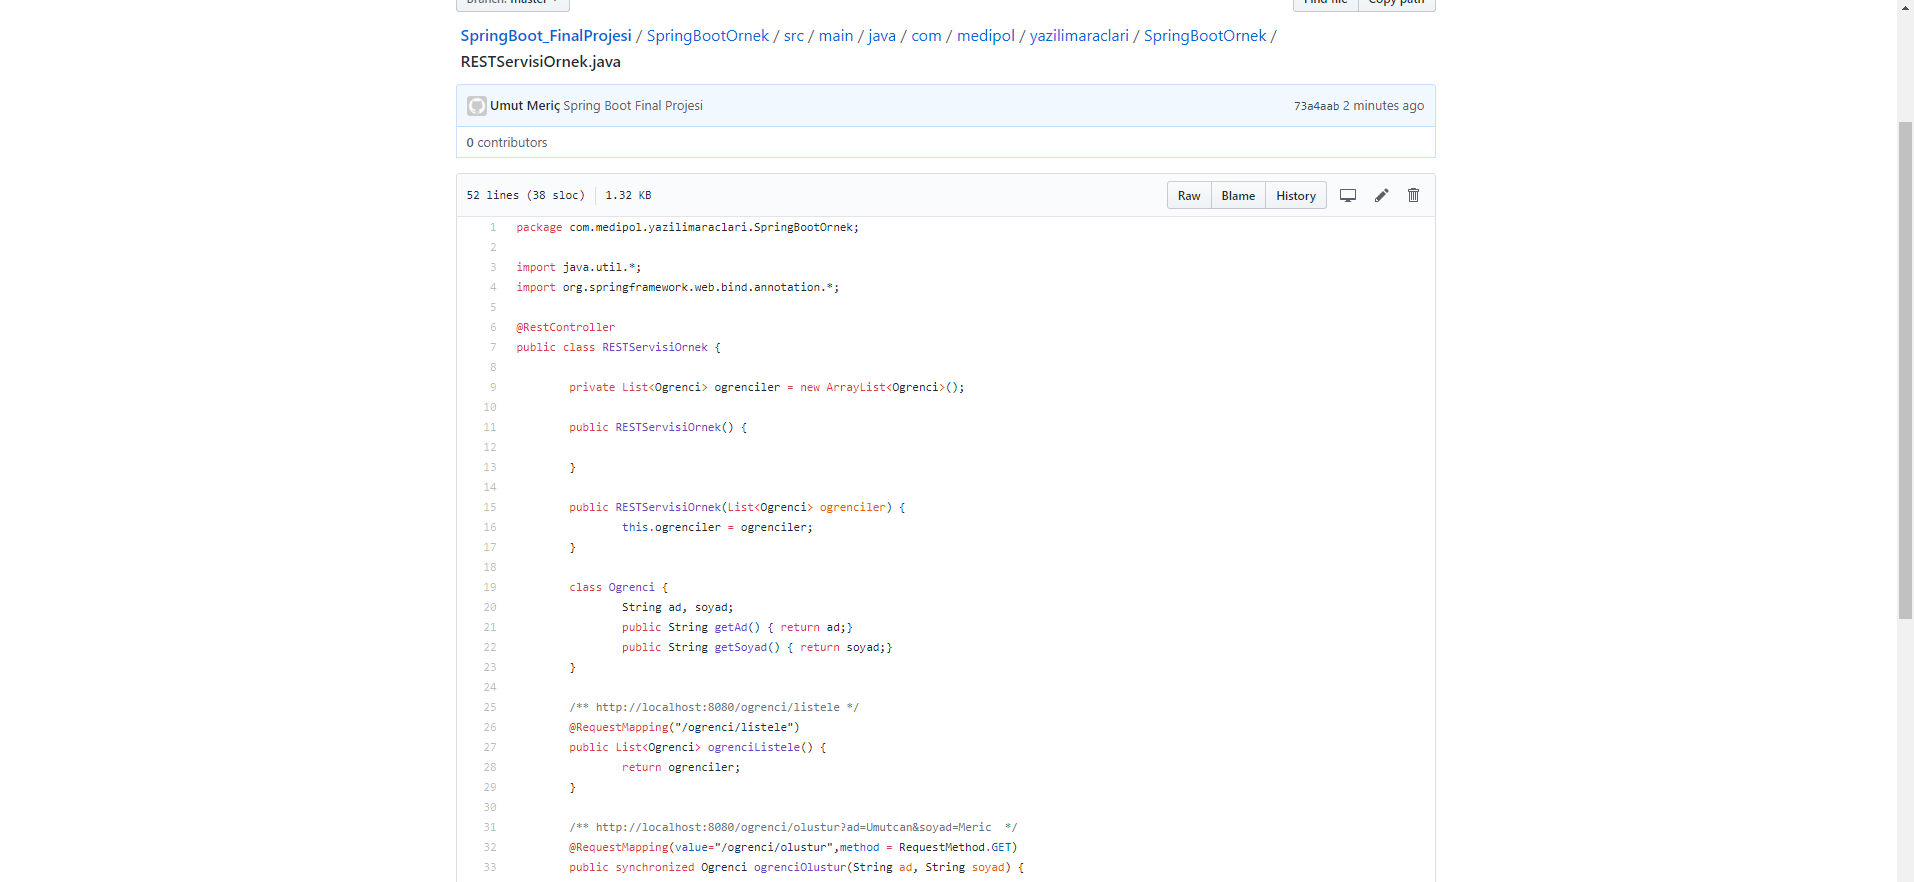 Branch: master
Find file Copy path
SpringBoot_FinalProjesi / SpringBootOrnek / src / main / java / com / medipol / yazilimaraclari / SpringBootOrnek /
RESTServisiOrnek.java
Umut Meriç Spring Boot Final Projesi 73a4aab 2 minutes ago
0 contributors
52 lines (38 sloc) 1.32 KB Raw Blame History
1 package com.medipol.yazilimaraclari.SpringBootOrnek;
2
3 import java.util.*;
4 import org.springframework.web.bind.annotation.*;
5
6 @RestController
7 public class RESTServisiOrnek {
8
9 private List<Ogrenci> ogrenciler = new ArrayList<Ogrenci>();
10
11 public RESTServisiOrnek() {
12
13 }
14
15 public RESTServisiOrnek(List<Ogrenci> ogrenciler) {
16 this.ogrenciler = ogrenciler;
17 }
18
19 class Ogrenci {
20 String ad, soyad;
21 public String getAd() { return ad;}
22 public String getSoyad() { return soyad;}
23 }
24
25 /** http://localhost:8080/ogrenci/listele */
26 @RequestMapping("/ogrenci/listele")
27 public List<Ogrenci> ogrenciListele() {
28 return ogrenciler;
29 }
30
31 /** http://localhost:8080/ogrenci/olustur?ad=Umutcan&soyad=Meric */
32 @RequestMapping(value="/ogrenci/olustur",method = RequestMethod.GET)
33 public synchronized Ogrenci ogrenciOlustur(String ad, String soyad) {